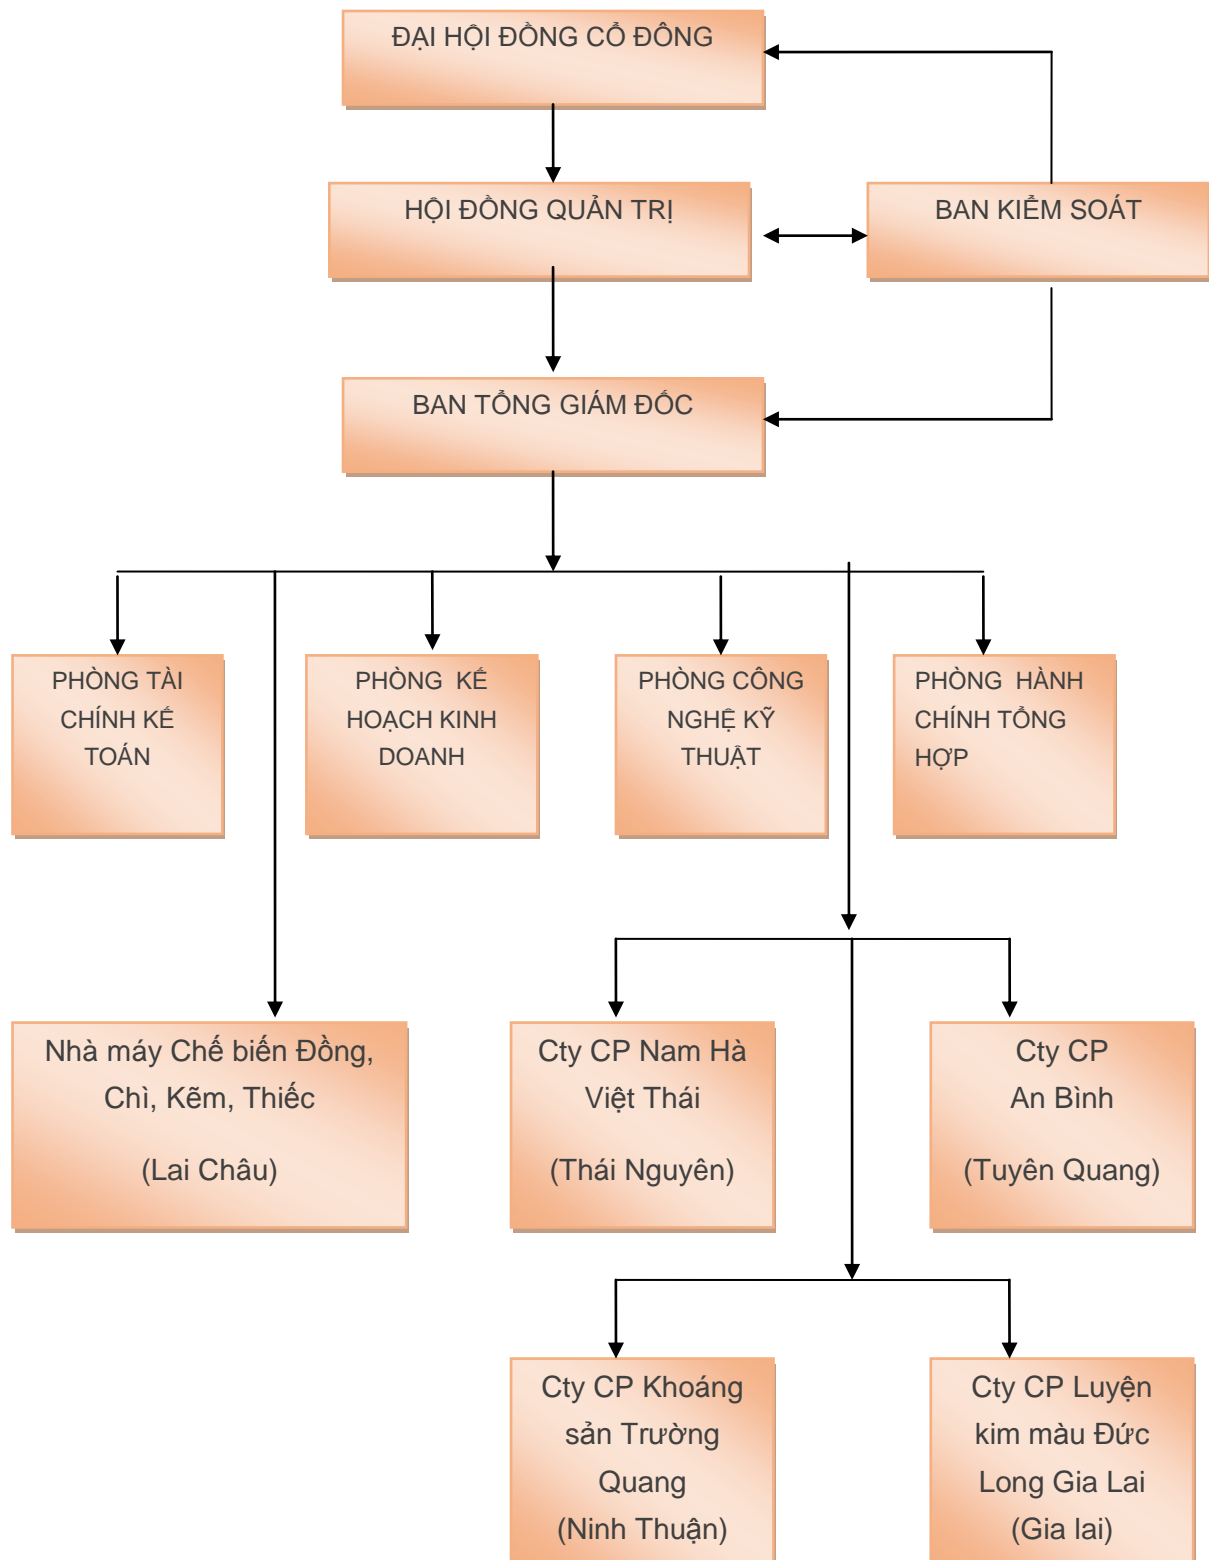 ĐẠI HỘI ĐỒNG CỔ ĐÔNG
HỘI ĐỒNG QUẢN TRỊ
BAN KIỂM SOÁT
BAN TỔNG GIÁM ĐỐC
PHÒNG TÀI
CHÍNH KẾ
TOÁN
PHÒNG KẾ
HOẠCH KINH
DOANH
PHÒNG CÔNG
NGHỆ KỸ
THUẬT
PHÒNG HÀNH
CHÍNH TỔNG
HỢP
Nhà máy Chế biến Đồng,
Chì, Kẽm, Thiếc
(Lai Châu)
Cty CP Nam Hà
Việt Thái
(Thái Nguyên)
Cty CP
An Bình
(Tuyên Quang)
Cty CP Khoáng
sản Trường
Quang
(Ninh Thuận)
Cty CP Luyện
kim màu Đức
Long Gia Lai
(Gia lai)